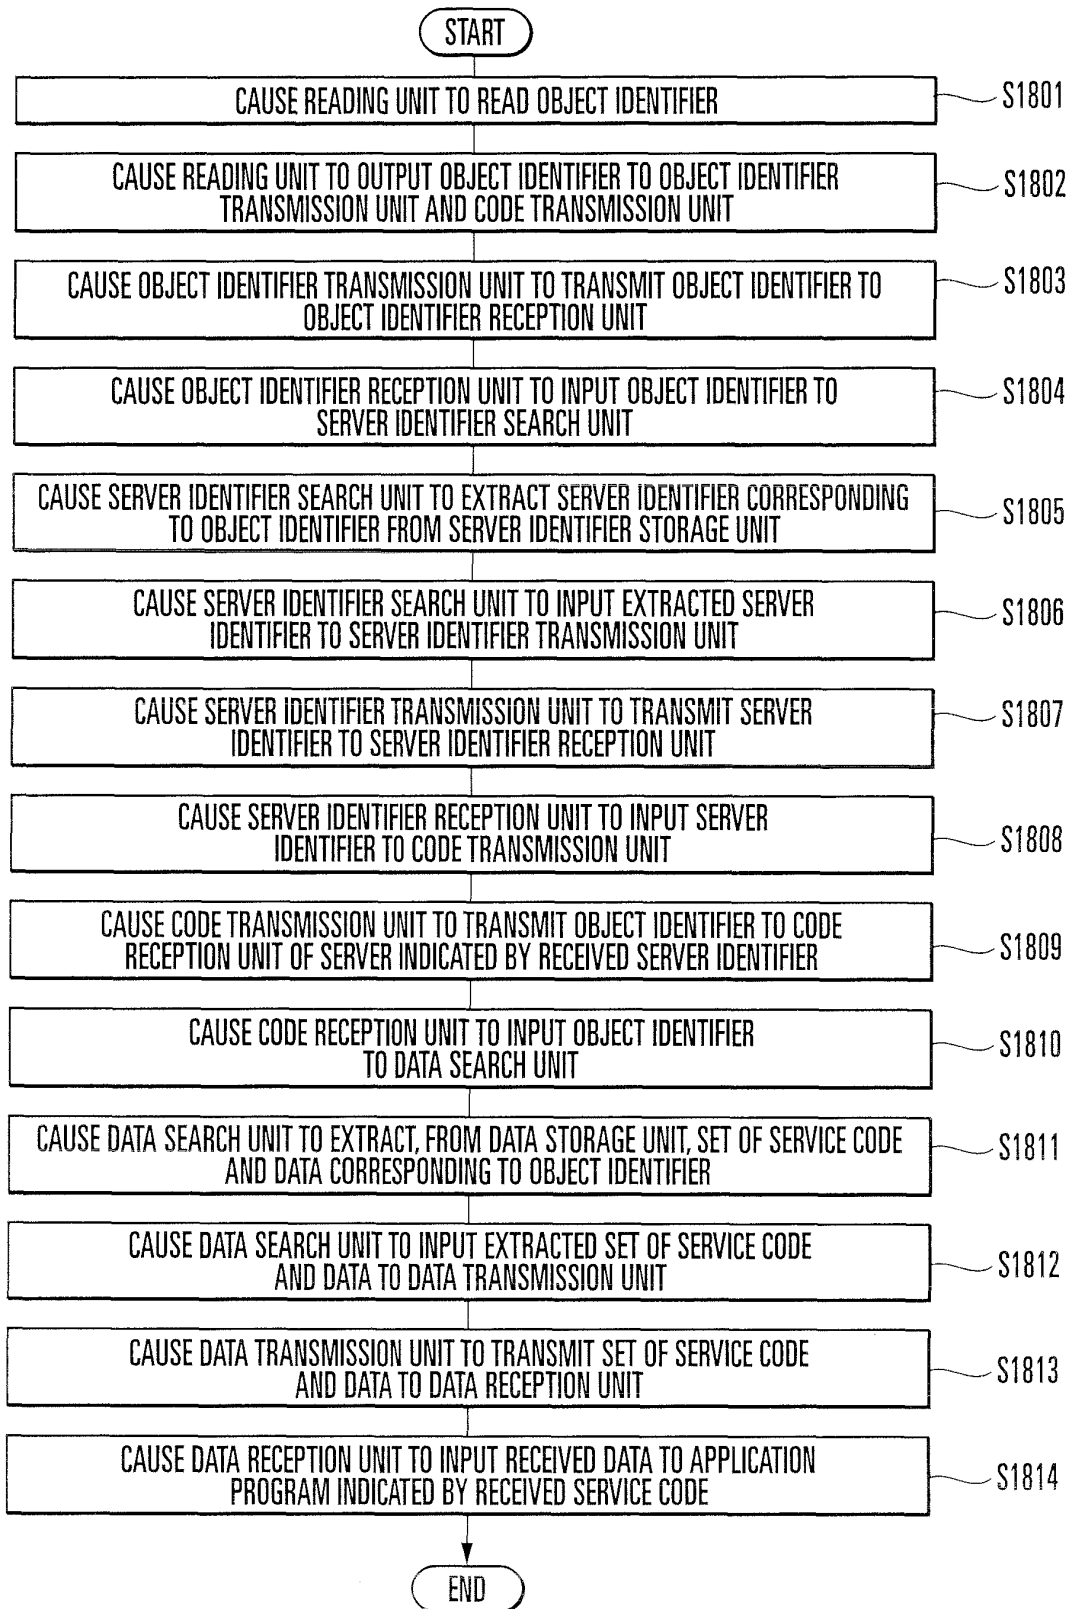 START
CAUSE READING UNIT TO READ OBJECT IDENTIFIER
S1801
CAUSE READING UNIT TO OUTPUT OBJECT IDENTIFIER TO OBJECT IDENTIFIER
TRANSMISSION UNIT AND CODE TRANSMISSION UNIT
S1802
CAUSE OBJECT IDENTIFIER TRANSMISSION UNIT TO TRANSMIT OBJECT IDENTIFIER TO
OBJECT IDENTIFIER RECEPTION UNIT
S1803
CAUSE OBJECT IDENTIFIER RECEPTION UNIT TO INPUT OBJECT IDENTIFIER TO
SERVER IDENTIFIER SEARCH UNIT
S1804
CAUSE SERVER IDENTIFIER SEARCH UNIT TO EXTRACT SERVER IDENTIFIER CORRESPONDING
TO OBJECT IDENTIFIER FROM SERVER IDENTIFIER STORAGE UNIT
S1805
CAUSE SERVER IDENTIFIER SEARCH UNIT TO INPUT EXTRACTED SERVER
IDENTIFIER TO SERVER IDENTIFIER TRANSMISSION UNIT
S1806
CAUSE SERVER IDENTIFIER TRANSMISSION UNIT TO TRANSMIT SERVER
IDENTIFIER TO SERVER IDENTIFIER RECEPTION UNIT
S1807
CAUSE SERVER IDENTIFIER RECEPTION UNIT TO INPUT SERVER
IDENTIFIER TO CODE TRANSMISSION UNIT
S1808
CAUSE CODE TRANSMISSION UNIT TO TRANSMIT OBJECT IDENTIFIER TO CODE
RECEPTION UNIT OF SERVER INDICATED BY RECEIVED SERVER IDENTIFIER
S1809
CAUSE CODE RECEPTION UNIT TO INPUT OBJECT IDENTIFIER
TO DATA SEARCH UNIT
S1810
CAUSE DATA SEARCH UNIT TO EXTRACT, FROM DATA STORAGE UNIT, SET OF SERVICE CODE
AND DATA CORRESPONDING TO OBJECT IDENTIFIER
S1811
CAUSE DATA SEARCH UNIT TO INPUT EXTRACTED SET OF SERVICE CODE
AND DATA TO DATA TRANSMISSION UNIT
S1812
CAUSE DATA TRANSMISSION UNIT TO TRANSMIT SET OF SERVICE CODE
AND DATA TO DATA RECEPTION UNIT
S1813
CAUSE DATA RECEPTION UNIT TO INPUT RECEIVED DATA TO APPLICATION
PROGRAM INDICATED BY RECEIVED SERVICE CODE
S1814
END